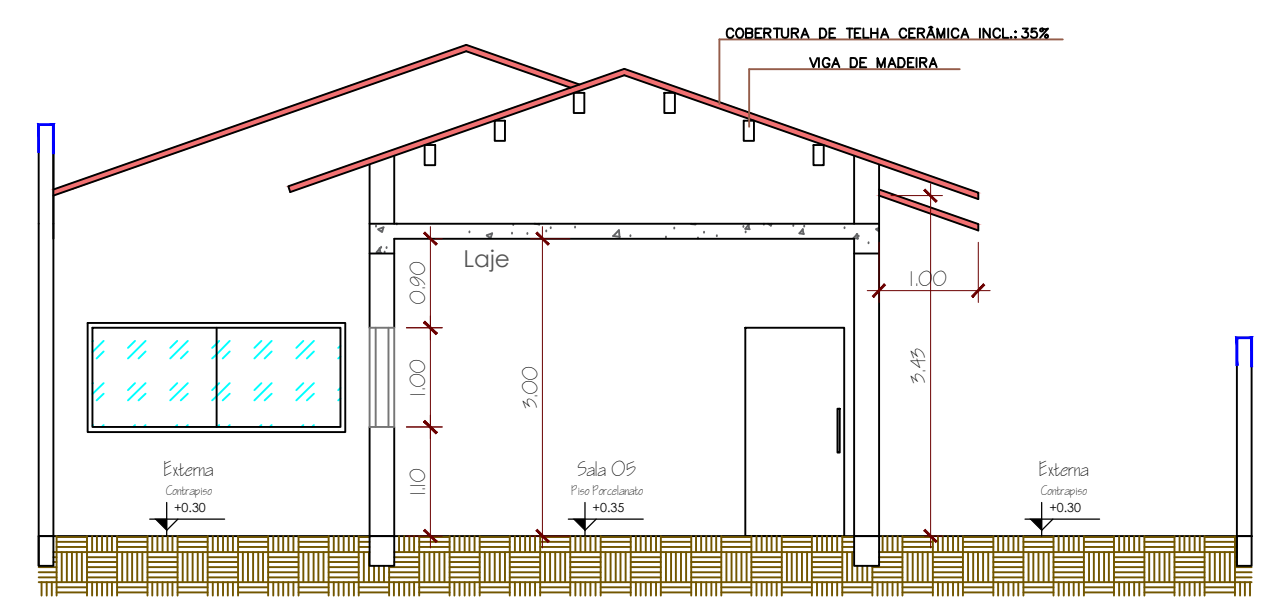 COBERTURA DE TELHA CERÂMICA INCL.: 35%
VIGA DE MADEIRA
Laje
0.90
1.00
1.00
3.43
3.00
1.10
Externa
Contrapiso
+0.30
Sala 05
Piso Porcelanato
+0.35
Externa
Contrapiso
+0.30